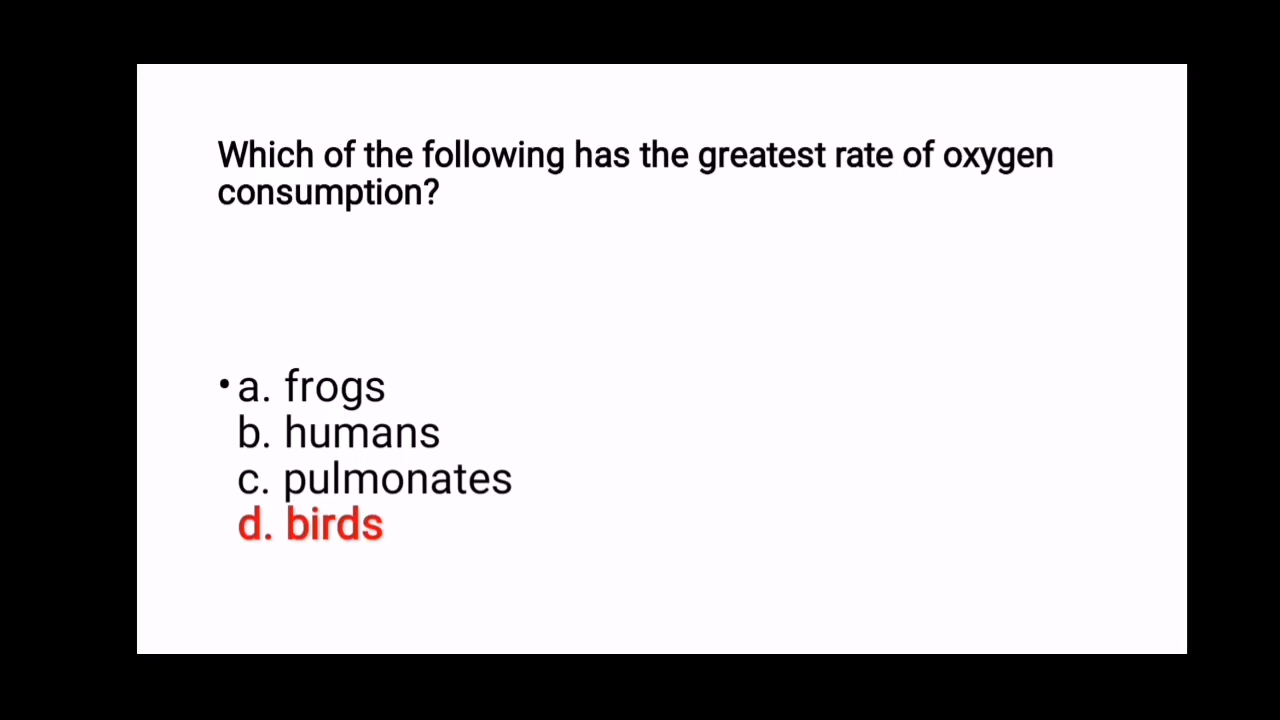 Which of the following has the greatest rate of oxygen
consumption?
• a. frogs
b. humans
c. pulmonates
d. birds